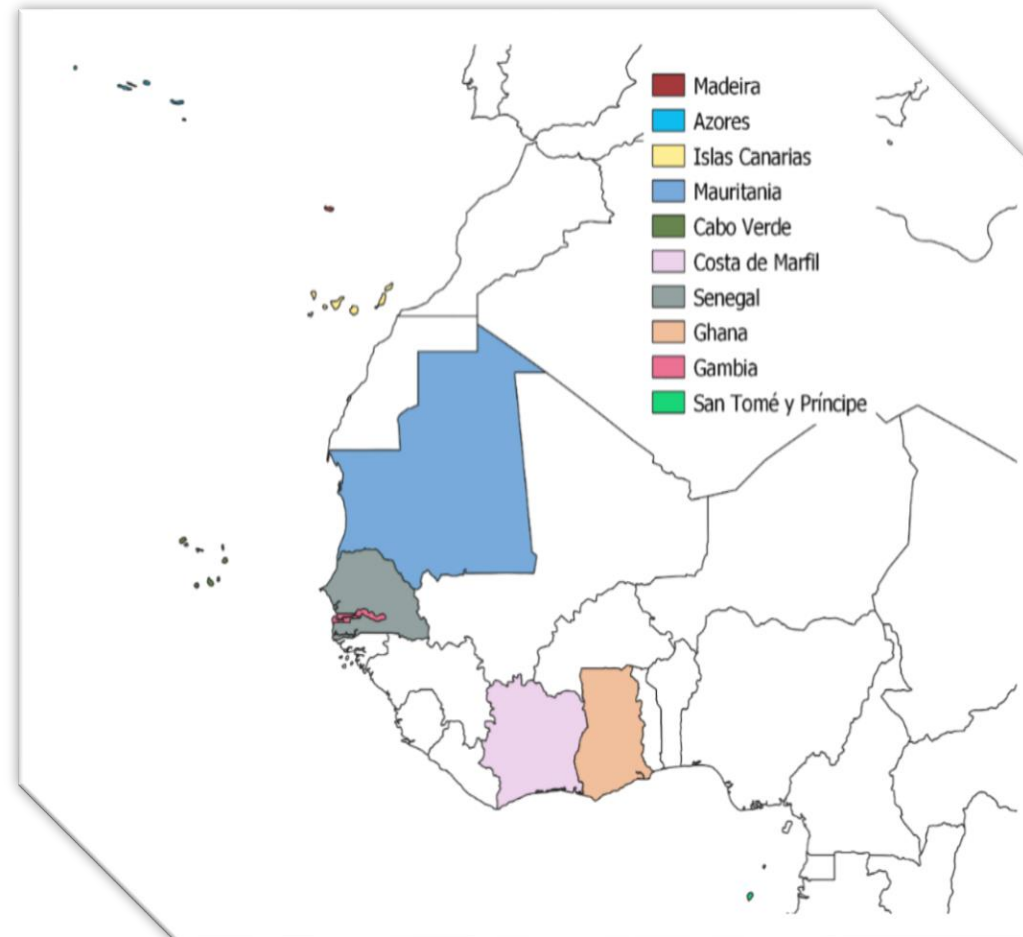 Madeira
Azores
Islas Canarias
Mauritania
Cabo Verde
Costa de Marfil
Senegal
Ghana
Gambia
San Tomé y Príncipe